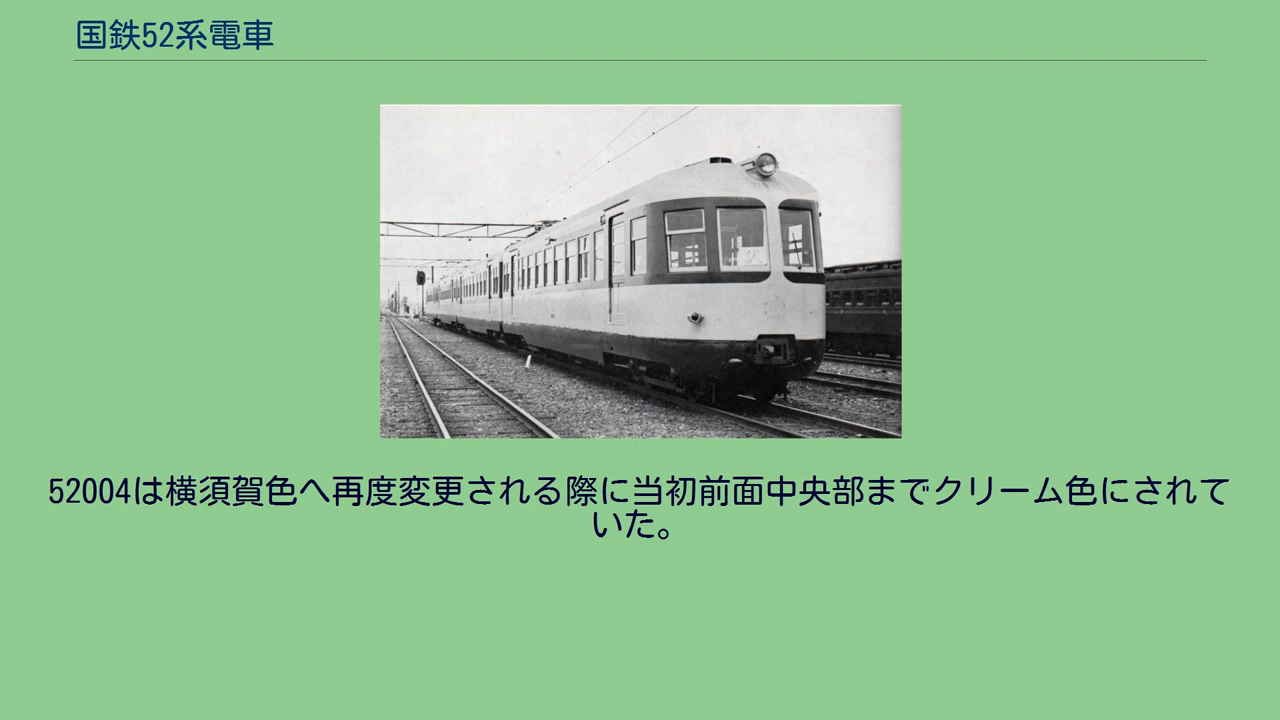 国鉄52系電車
52004は横須賀色へ再度変更される際に当初前面中央部までクリーム色にされて
いた。